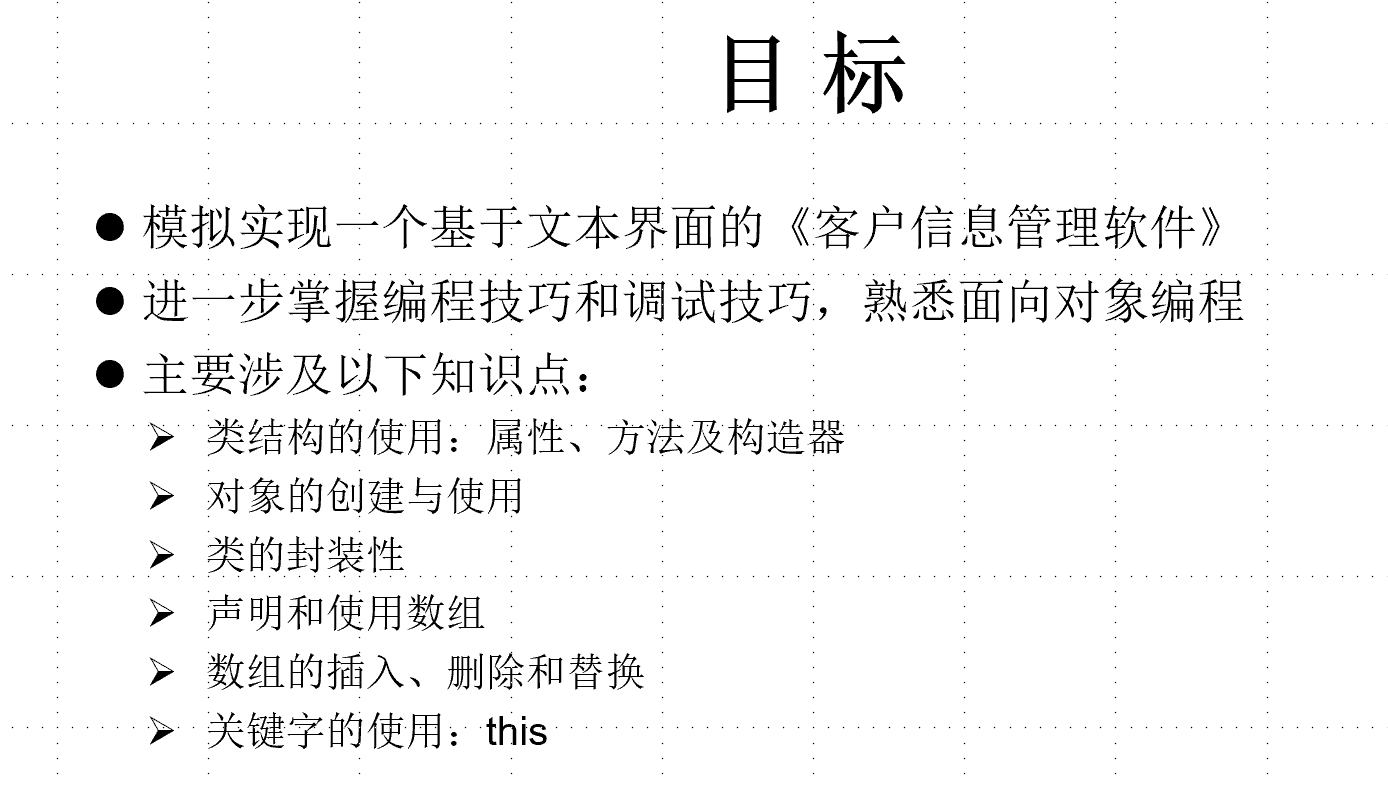 目 标
模拟实现一个基于文本界面的《客户信息管理软件》
进一步掌握编程技巧和调试技巧，熟悉面向对象编程
主要涉及以下知识点：
类结构的使用：属性、方法及构造器
对象的创建与使用
类的封装性
声明和使用数组
数组的插入、删除和替换
关键字的使用：this